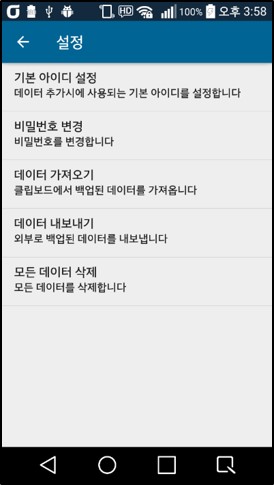 HD 100% 오후 3:58
설정
기본 아이디 설정
데이터 추가시에 사용되는 기본 아이디를 설정합니다
비밀번호 변경
비밀번호를 변경합니다
데이터 가져오기
클립보드에서 백업된 데이터를 가져옵니다
데이터 내보내기
외부로 백업된 데이터를 내보냅니다
모든 데이터 삭제
모든 데이터를 삭제합니다